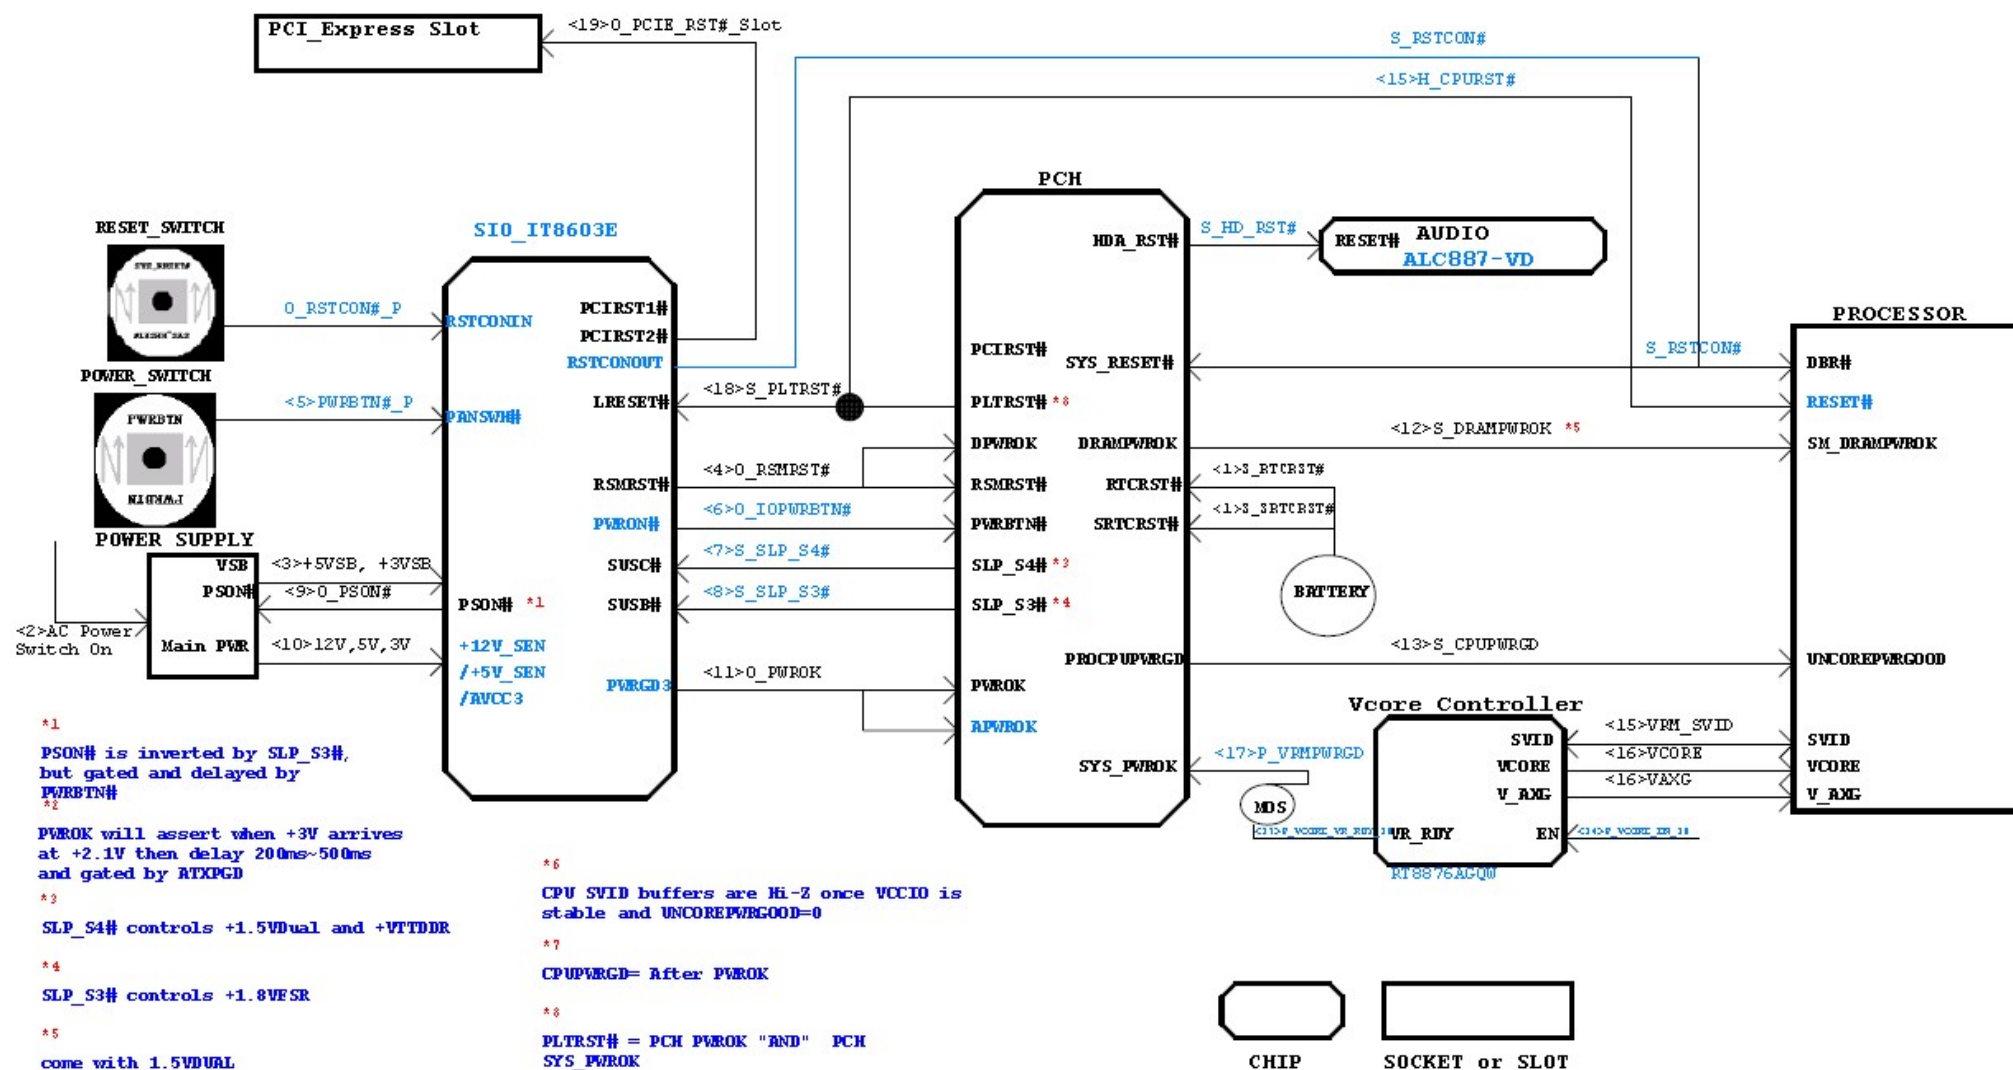 PCI_Express Slot
<19>O_PCIE_RST#_Slot
S_RSTCON#
<15>H_CPURST#
PCH
RESET_SWITCH
SIO_IT8603E
HDA_RST#
S_HD_RST#
RESET#
AUDIO
ALC887-VD
O_RSTCON#_P
RSTCONIN
PCIRST1#
PCIRST2#
RSTCONOUT
PCIRST#
SYS_RESET#
S_RSTCON#
PROCESSOR
DBR#
POWER_SWITCH
<5>PWRBTN#_P
PANSWH#
LRESET#
<18>S_PLTRST#
PLTRST# *8
RESET#
PWRBTN
DPWROK
DRAMPWROK
<12>S_DRAMPWROK *5
SM_DRAMPWROK
RSMRST#
<4>O_RSMRST#
RSMRST#
RTCRST#
<1>S_RTCRST#
PWRON#
<6>O_IOPWRBTN#
PWRBTN#
SRTCRST#
<1>S_SRTCRST#
POWER SUPPLY
VSB
<3>+5VSB, +3VSB
SUSC#
<7>S_SLP_S4#
SLP_S4# *3
PSON#
<9>O_PSON#
PSON# *1
SUSB#
<8>S_SLP_S3#
SLP_S3# *4
BATTERY
<2>AC Power
Switch On
Main PWR
<10>12V,5V,3V
+12V_SEN
/+5V_SEN
/AVCC3
PWRGD3
<11>O_PWROK
PWROK
APWROK
PROCPUPWRGD
<13>S_CPUPWRGD
UNCOREPWRGOOD
Vcore Controller
SYS_PWROK
<17>P_VRMPWRGD
MOS
SVID
<15>VRM_SVID
SVID
VCORE
<16>VCORE
VCORE
V_AXG
<16>VAXG
V_AXG
VR_RDY
EN
RT8876AGQW
*1
PSON# is inverted by SLP_S3#,
but gated and delayed by
PWRBTN#
*2
PWROK will assert when +3V arrives
at +2.1V then delay 200ms~500ms
and gated by ATXPGD
*3
SLP_S4# controls +1.5VDual and +VTTDDR
*4
SLP_S3# controls +1.8VFSR
*5
come with 1.5VDUAL
*6
CPU SVID buffers are Hi-Z once VCCIO is
stable and UNCOREPWRGOOD=0
*7
CPUPWRGD= After PWROK
*8
PLTRST# = PCH PWROK "AND" PCH
SYS_PWROK
CHIP
SOCKET or SLOT